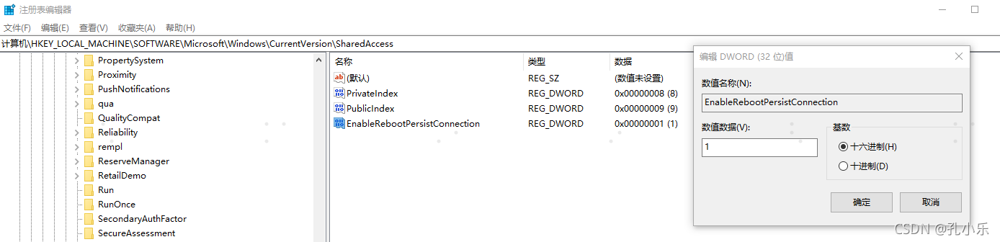 注册表编辑器
文件(F) 编辑(E) 查看(V) 收藏夹(A) 帮助(H)
计算机\HKEY_LOCAL_MACHINE\SOFTWARE\Microsoft\Windows\CurrentVersion\SharedAccess
PropertySystem
Proximity
PushNotifications
qua
QualityCompat
Reliability
rempl
ReserveManager
RetailDemo
Run
RunOnce
SecondaryAuthFactor
SecureAssessment
名称 类型 数据
(默认) REG_SZ (数值未设置)
PrivateIndex REG_DWORD 0x00000008 (8)
PublicIndex REG_DWORD 0x00000009 (9)
EnableRebootPersistConnection REG_DWORD 0x00000001 (1)
编辑 DWORD (32 位)值
数值名称(N):
EnableRebootPersistConnection
数值数据(V):
1
基数
十六进制(H)
十进制(D)
确定 取消
CSDN @孔小乐